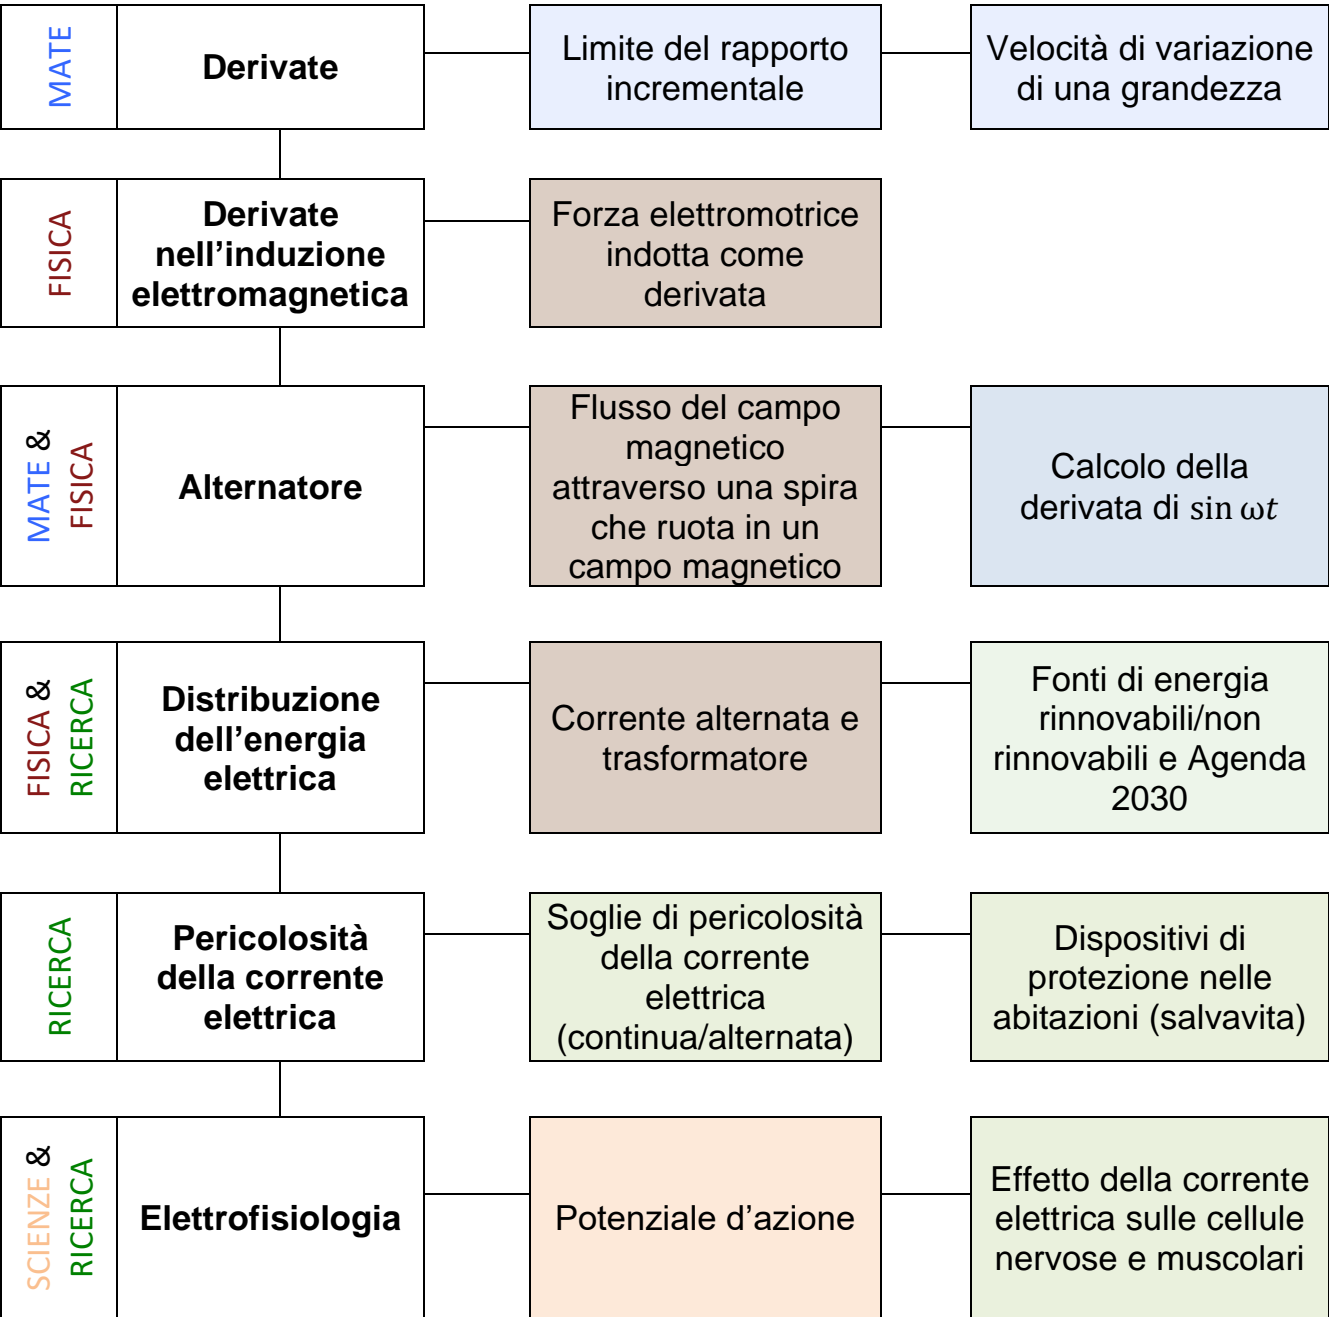 MATE
Derivate
Limite del rapporto
incrementale
Velocità di variazione
di una grandezza
FISICA
Derivate
nell’induzione
elettromagnetica
Forza elettromotrice
indotta come
derivata
MATE &
FISICA
Alternatore
Flusso del campo
magnetico
attraverso una spira
che ruota in un
campo magnetico
Calcolo della
derivata di sin ωt
FISICA &
RICERCA
Distribuzione
dell’energia
elettrica
Corrente alternata e
trasformatore
Fonti di energia
rinnovabili/non
rinnovabili e Agenda
2030
RICERCA
Pericolosità
della corrente
elettrica
Soglie di pericolosità
della corrente
elettrica
(continua/alternata)
Dispositivi di
protezione nelle
abitazioni (salvavita)
SCIENZE &
RICERCA
Elettrofisiologia
Potenziale d’azione
Effetto della corrente
elettrica sulle cellule
nervose e muscolari